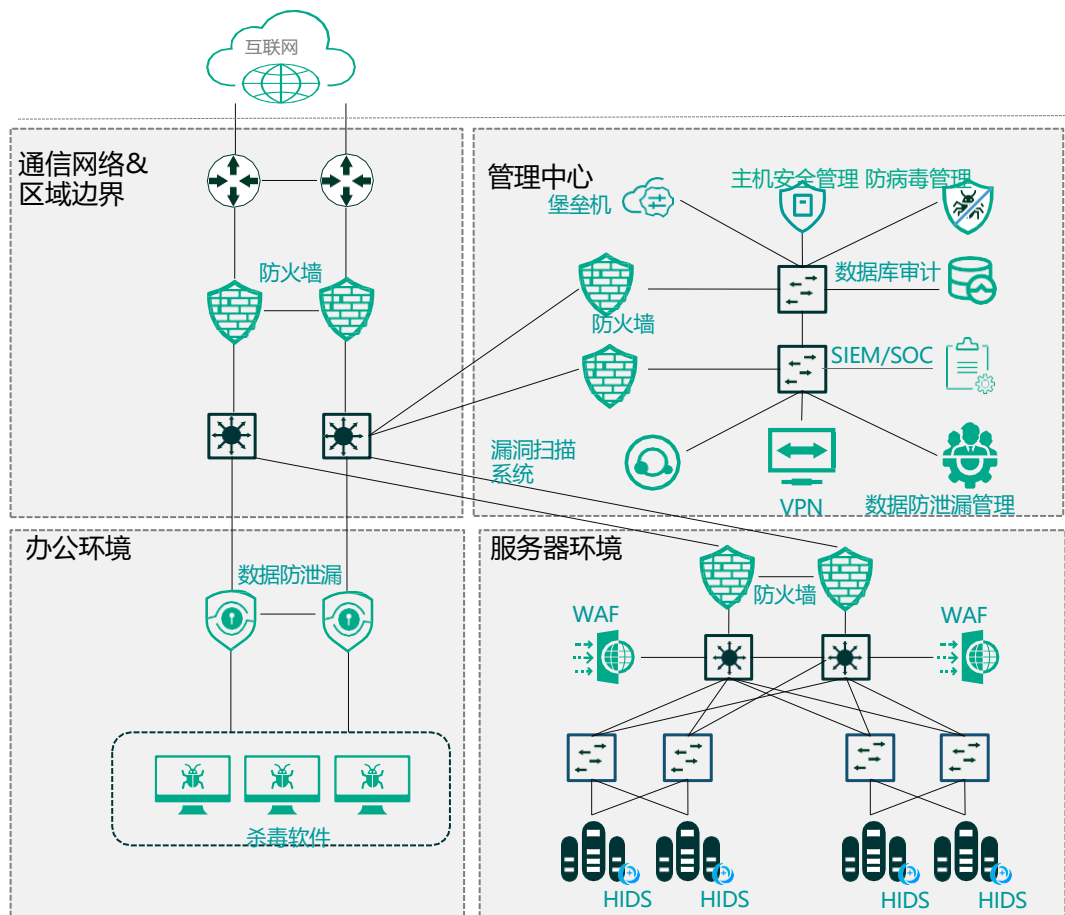 互联网
通信网络&
区域边界
防火墙
管理中心
堡垒机
主机安全管理
防病毒管理
防火墙
数据库审计
SIEM/SOC
漏洞扫描
系统
VPN
数据防泄漏管理
办公环境
数据防泄漏
杀毒软件
服务器环境
防火墙
WAF
WAF
HIDS
HIDS
HIDS
HIDS